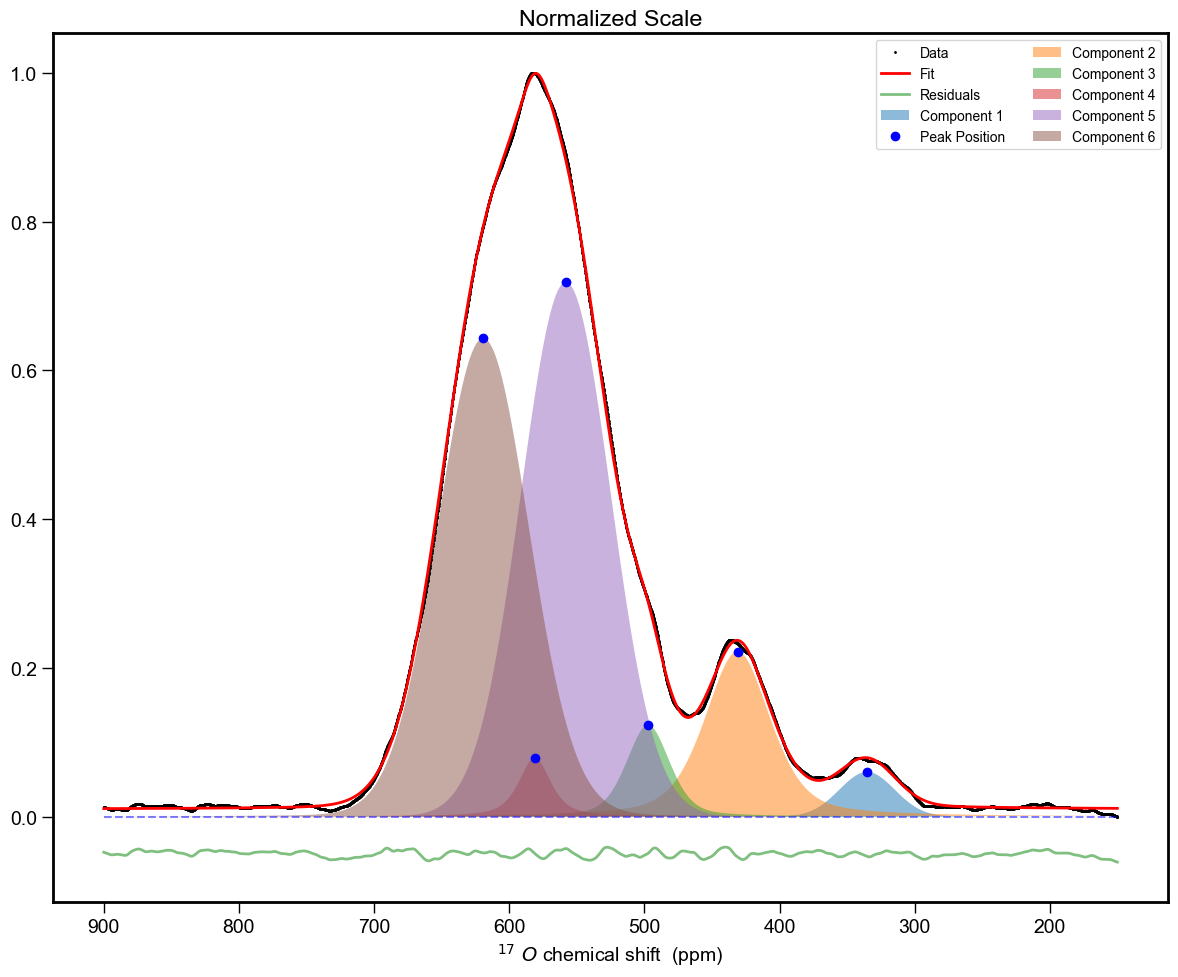 Normalized Scale
Data
Fit
Residuals
Component 1
Peak Position
Component 2
Component 3
Component 4
Component 5
Component 6
1.0
0.8
0.6
0.4
0.2
0.0
900 800 700 600 500 400 300 200
¹⁷ O chemical shift (ppm)